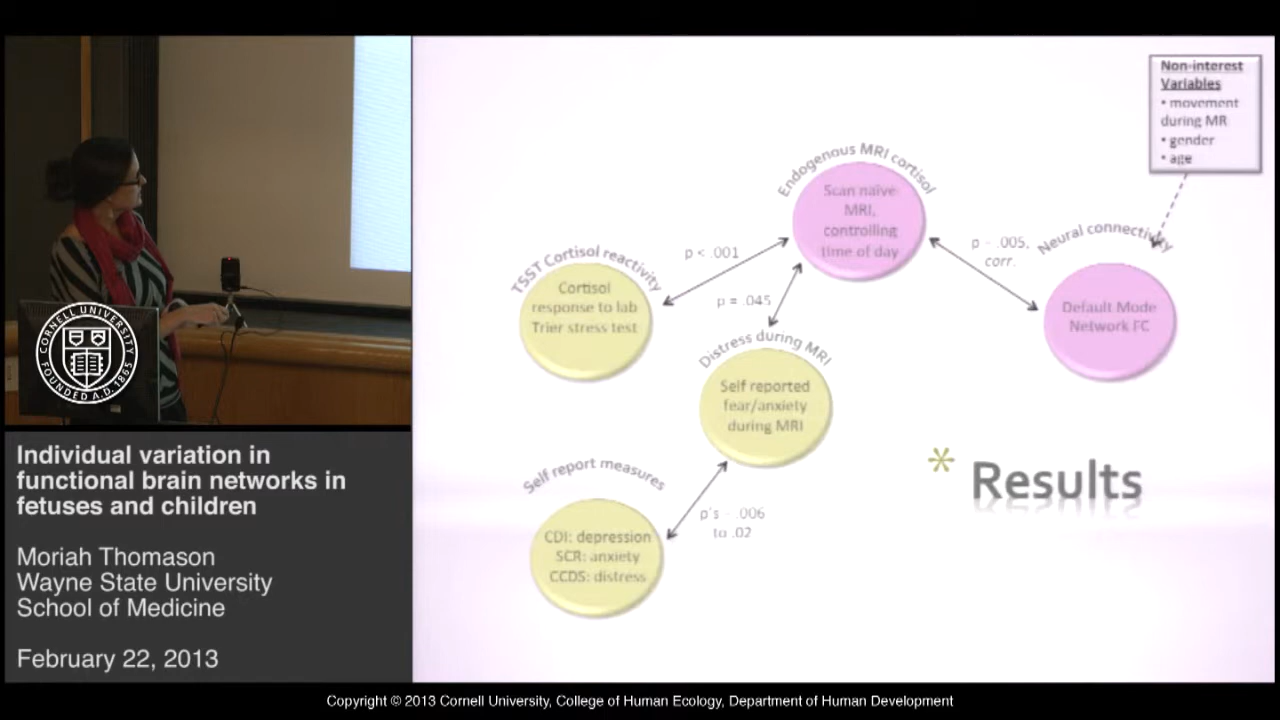 Non-interest
Variables
• movement
during MR
• gender
• age
Endogenous MRI cortisol
Scan naïve
MRI,
controlling
time of day
TSST Cortisol reactivity
Cortisol
response to lab
Trier stress test
p < .001
p = .045
p - .005,
corr.
Neural connectivity
Default Mode
Network FC
Distress during MRI
Self reported
fear/anxiety
during MRI
* Results
Self report measures
CDI: depression
SCR: anxiety
CCDS: distress
p's - .006
to .02
CORNELL UNIVERSITY
FOUNDED A.D. 1865
Individual variation in
functional brain networks in
fetuses and children
Moriah Thomason
Wayne State University
School of Medicine
February 22, 2013
Copyright © 2013 Cornell University, College of Human Ecology, Department of Human Development